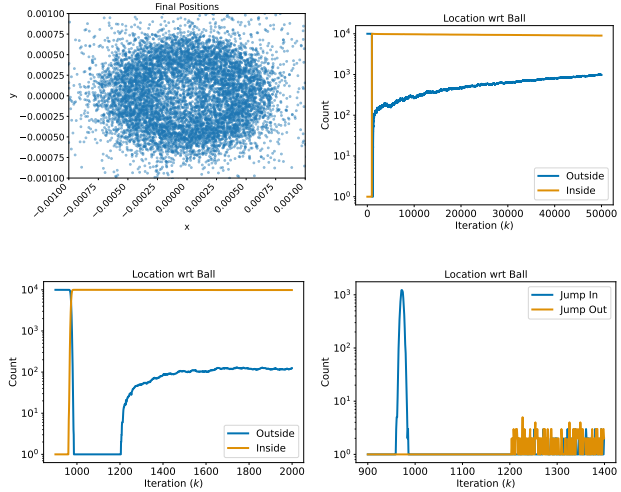 Final Positions
0.00100
0.00075
0.00050
0.00025
0.00000
−0.00025
−0.00050
−0.00075
−0.00100
y
−0.00100
−0.00075
−0.00050
−0.00025
0.00000
0.00025
0.00050
0.00075
0.00100
x
Location wrt Ball
10^4
10^3
10^2
10^1
10^0
Count
Outside
Inside
0 10000 20000 30000 40000 50000
Iteration (k)
Location wrt Ball
10^4
10^3
10^2
10^1
10^0
Count
Outside
Inside
1000 1200 1400 1600 1800 2000
Iteration (k)
Location wrt Ball
10^3
10^2
10^1
10^0
Count
Jump In
Jump Out
900 1000 1100 1200 1300 1400
Iteration (k)